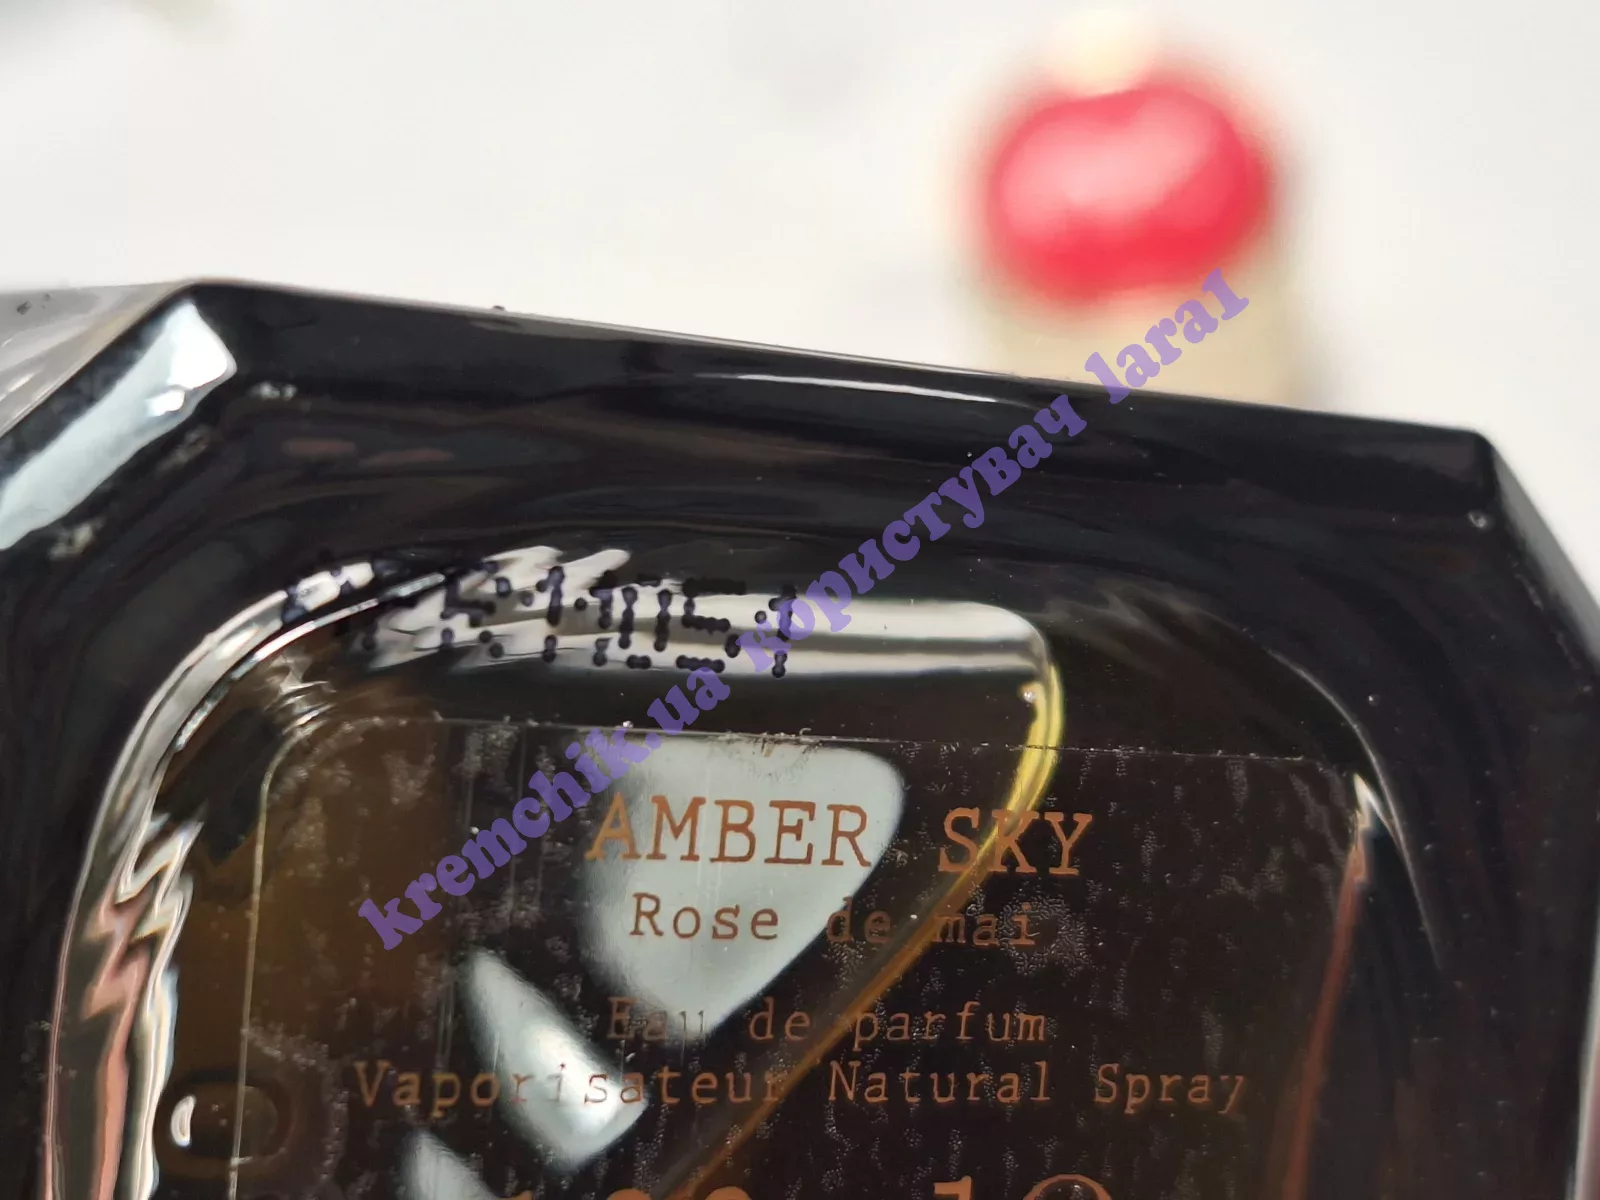 AMBER SKY
Rose de mai
Eau de parfum
Vaporisateur Natural Spray
kremchik.ua користувач lara1